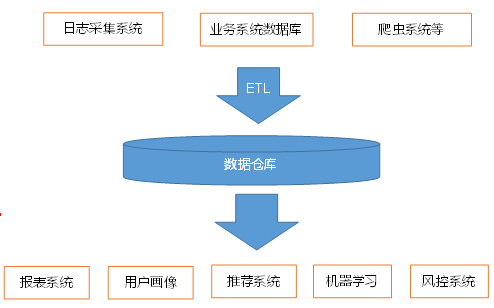 日志采集系统
业务系统数据库
爬虫系统等
ETL
数据仓库
报表系统
用户画像
推荐系统
机器学习
风控系统